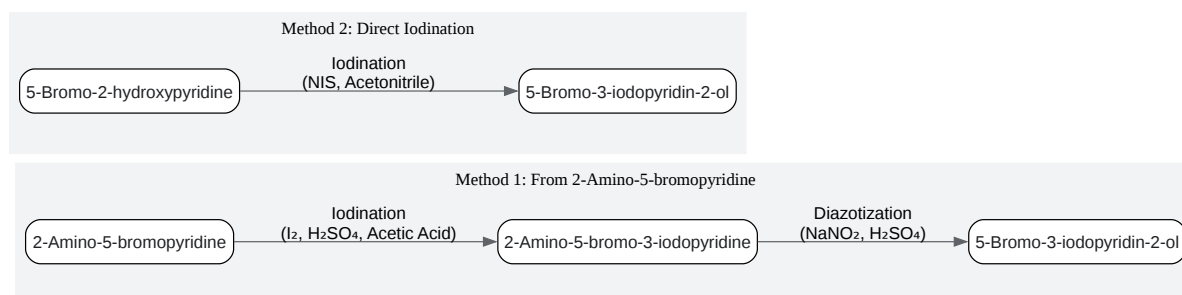 Method 2: Direct Iodination
Iodination
(NIS, Acetonitrile)
5-Bromo-2-hydroxypyridine
5-Bromo-3-iodopyridin-2-ol
Method 1: From 2-Amino-5-bromopyridine
Iodination
(I₂, H₂SO₄, Acetic Acid)
Diazotization
(NaNO₂, H₂SO₄)
2-Amino-5-bromopyridine
2-Amino-5-bromo-3-iodopyridine
5-Bromo-3-iodopyridin-2-ol